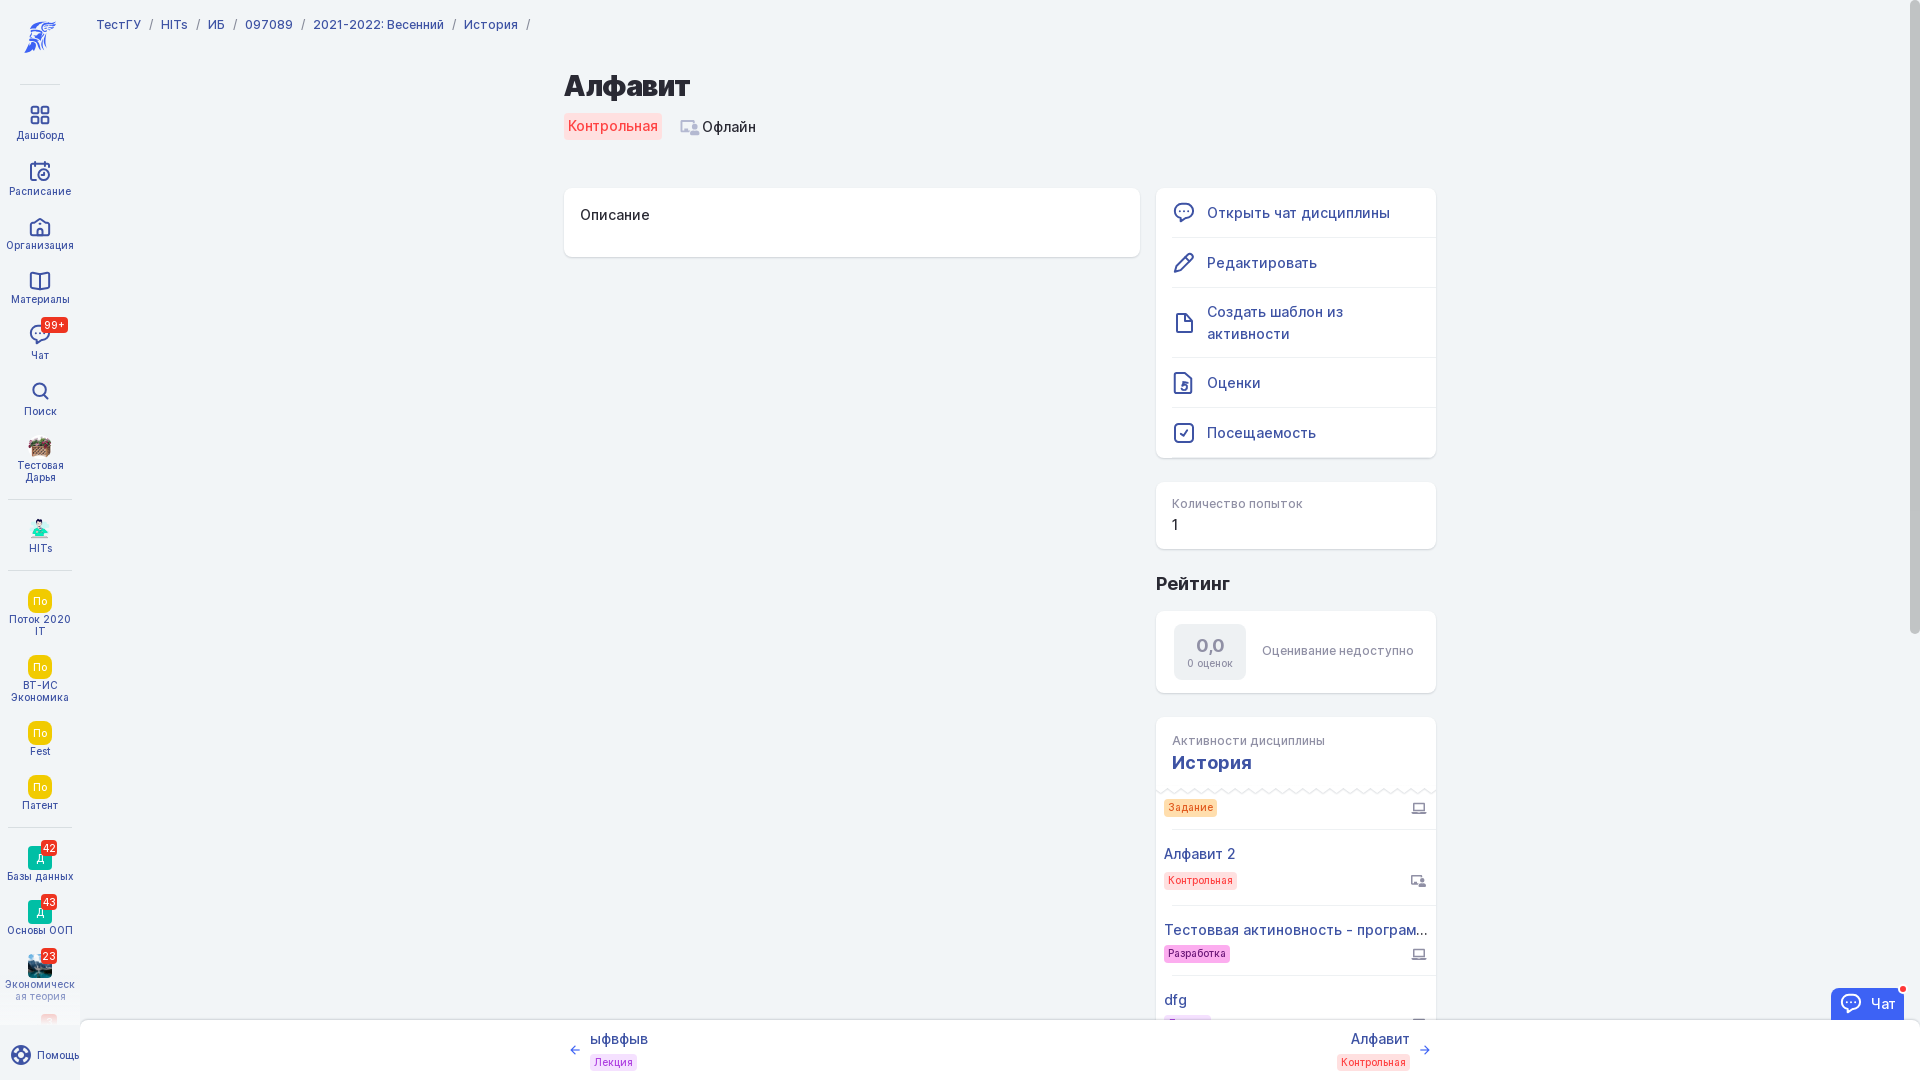 ТестГУ / HITs / ИБ / 097089 / 2021-2022: Весенний / История /
Дашборд
Расписание
Организация
Материалы
99+
Чат
Поиск
Тестовая
Дарья
HITs
По
Поток 2020
IT
По
ВТ-ИС
Экономика
По
Fest
По
Патент
42
Д
Базы данных
43
Д
Основы ООП
23
Экономическ
ая теория
Помощь
Алфавит
Контрольная
Офлайн
Описание
Открыть чат дисциплины
Редактировать
Создать шаблон из
активности
5
Оценки
Посещаемость
Количество попыток
1
Рейтинг
0,0
0 оценок
Оценивание недоступно
Активности дисциплины
История
Задание
Алфавит 2
Контрольная
Тестоввая актиновность - програм...
Разработка
dfg
Чат
ыфвфыв
Лекция
Алфавит
Контрольная